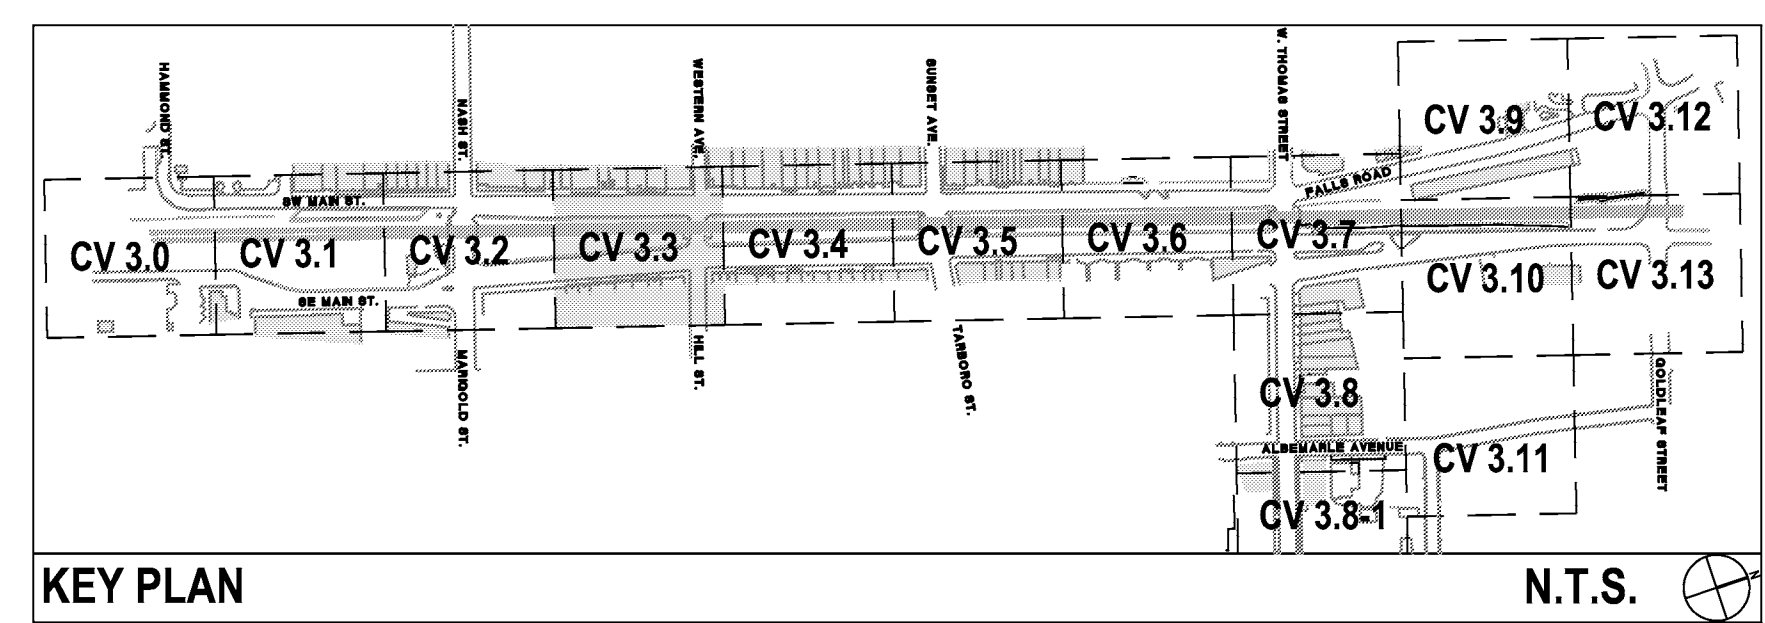 HAMMOND ST.
NASH ST.
WESTERN AVE.
SUNSET AVE.
W. THOMAS STREET
CV 3.9
CV 3.12
FALLS ROAD
SW MAIN ST.
CV 3.0
CV 3.1
CV 3.2
CV 3.3
CV 3.4
CV 3.5
CV 3.6
CV 3.7
CV 3.10
CV 3.13
SE MAIN ST.
MARIGOLD ST.
HILL ST.
TARBORO ST.
GOLDLEAF STREET
CV 3.8
ALBEMARLE AVENUE
CV 3.11
CV 3.8-1
KEY PLAN
N.T.S.
N